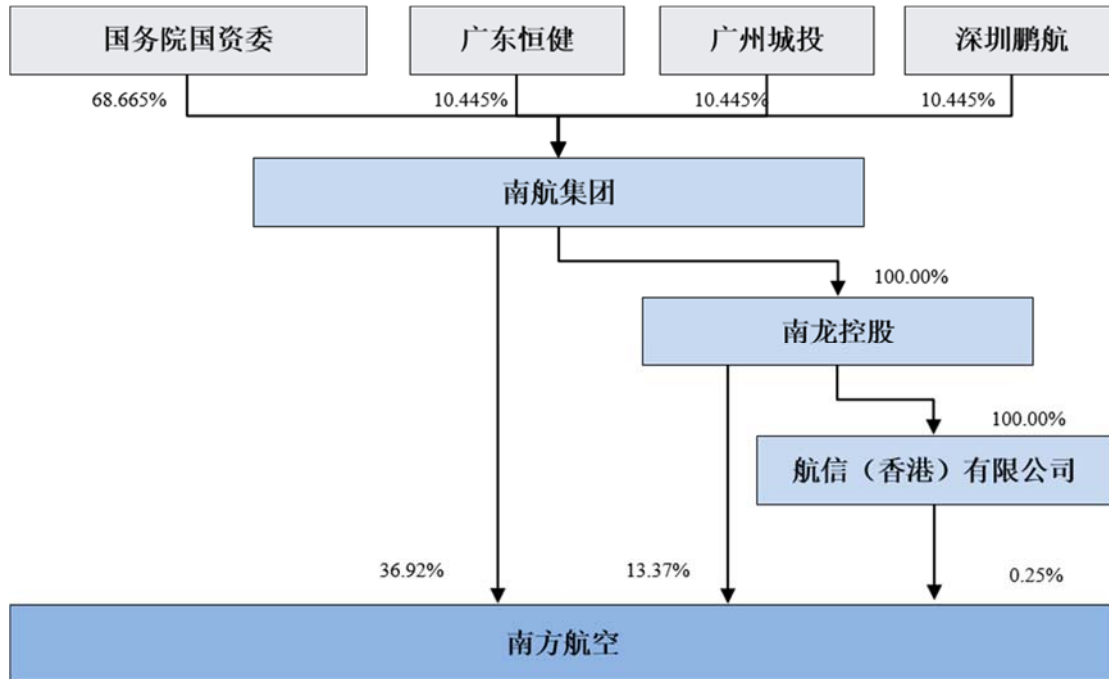 国务院国资委
广东恒健
广州城投
深圳鹏航
68.665%
10.445%
10.445%
10.445%
南航集团
100.00%
南龙控股
100.00%
航信（香港）有限公司
36.92%
13.37%
0.25%
南方航空